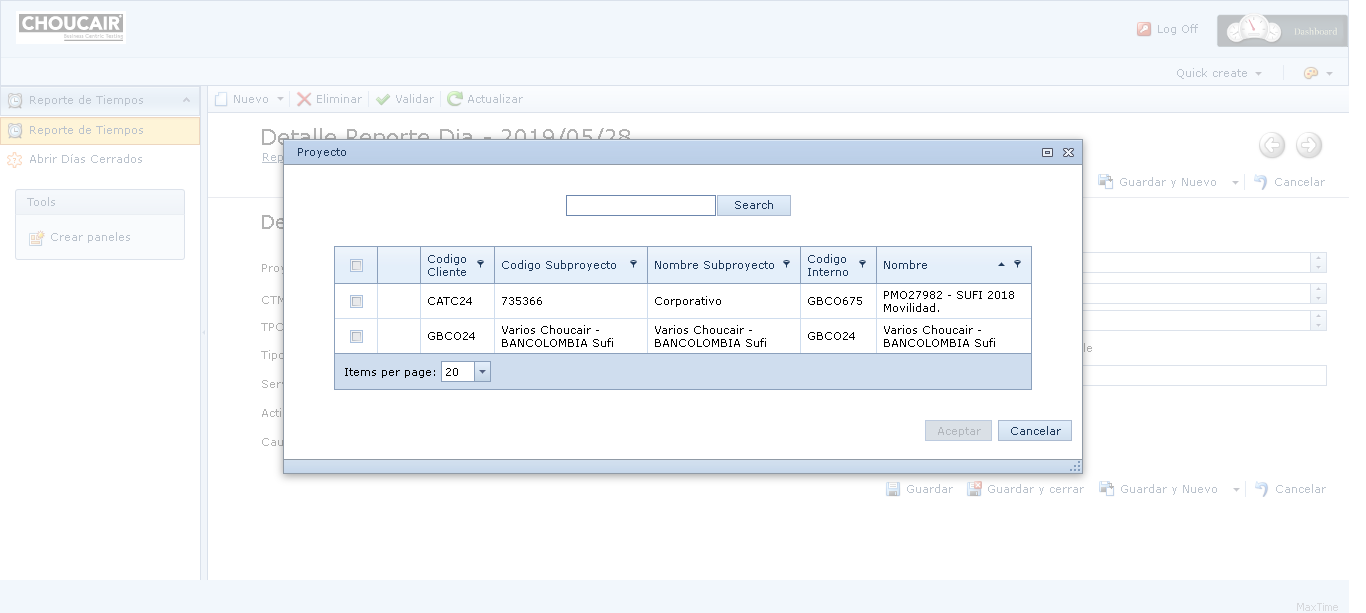 CHOUCAIR
Business Centric Testing
Log Off
Dashboard
Quick create
Reporte de Tiempos
Nuevo
Eliminar
Validar
Actualizar
Reporte de Tiempos
Abrir Días Cerrados
Detalle Reporte Dia - 2019/05/28
Rep
Guardar y Nuevo
Cancelar
Tools
Crear paneles
De
Proy
CTM
TPC
Tipo
le
Ser
Acti
Cau
Proyecto
Search
Codigo Cliente
Codigo Subproyecto
Nombre Subproyecto
Codigo Interno
Nombre
CATC24
735366
Corporativo
GBCO675
PMO27982 - SUFI 2018
Movilidad.
GBCO24
Varios Choucair -
BANCOLOMBIA Sufi
Varios Choucair -
BANCOLOMBIA Sufi
GBCO24
Varios Choucair -
BANCOLOMBIA Sufi
Items per page: 20
Aceptar
Cancelar
Guardar
Guardar y cerrar
Guardar y Nuevo
Cancelar
MaxTime